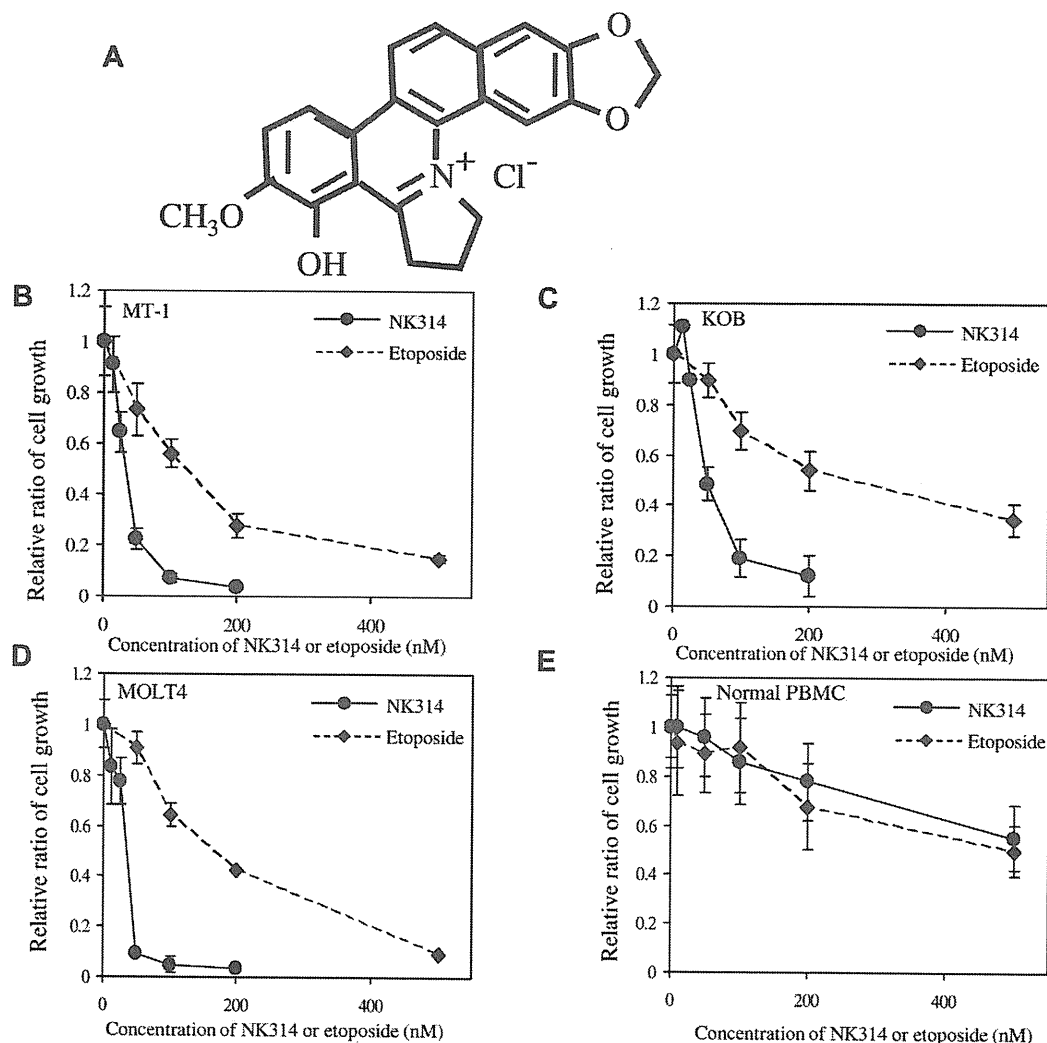 A
O
O
N+ Cl-
CH3O
OH
B
1.2
1
0.8
0.6
0.4
0.2
0
MT-1
NK314
Etoposide
Relative ratio of cell growth
0
200
400
Concentration of NK314 or etoposide (nM)
C
1.2
1
0.8
0.6
0.4
0.2
0
KOB
NK314
Etoposide
Relative ratio of cell growth
0
200
400
Concentration of NK314 or etoposide (nM)
D
1.2
1
0.8
0.6
0.4
0.2
0
MOLT4
NK314
Etoposide
Relative ratio of cell growth
0
200
400
Concentration of NK314 or etoposide (nM)
E
1.2
1
0.8
0.6
0.4
0.2
0
Normal PBMC
NK314
Etoposide
Relative ratio of cell growth
0
200
400
Concentration of NK314 or etoposide (nM)